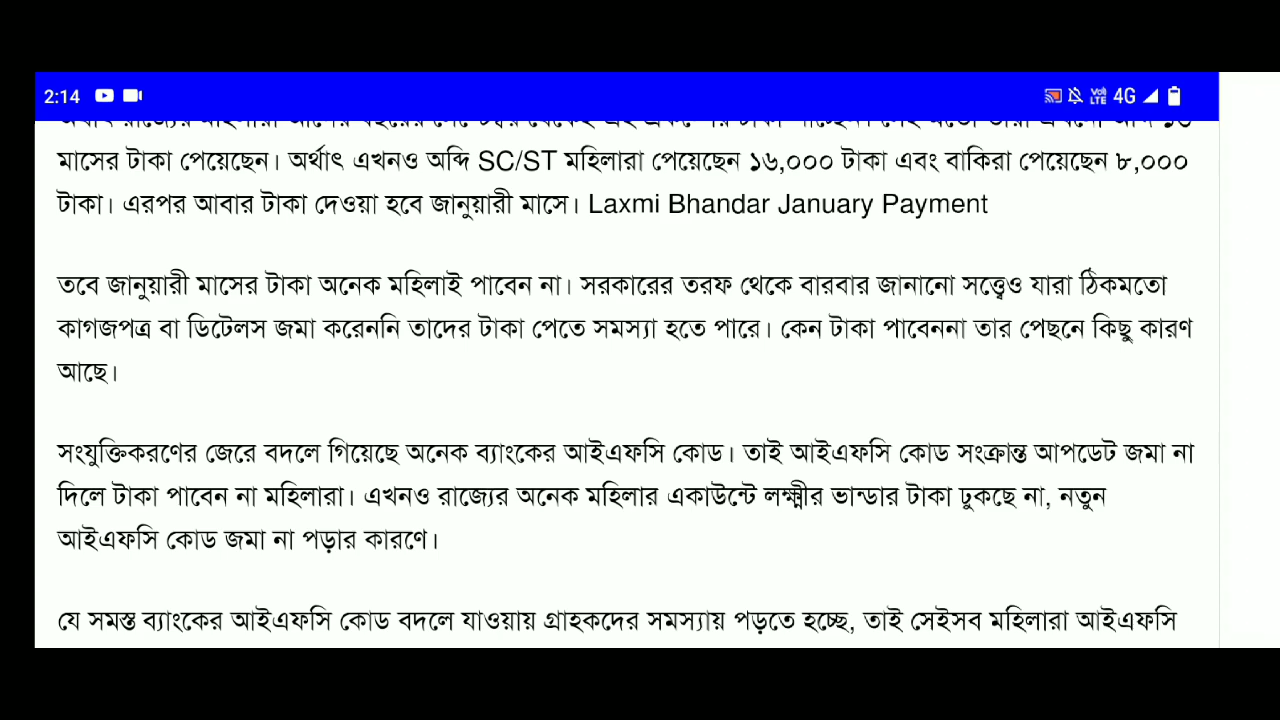 2:14 4G
মাসের টাকা পেয়েছেন। অর্থাৎ এখনও অব্দি SC/ST মহিলারা পেয়েছেন ১৬,০০০ টাকা এবং বাকিরা পেয়েছেন ৮,০০০
টাকা। এরপর আবার টাকা দেওয়া হবে জানুয়ারী মাসে। Laxmi Bhandar January Payment
তবে জানুয়ারী মাসের টাকা অনেক মহিলাই পাবেন না। সরকারের তরফ থেকে বারবার জানানো সত্ত্বেও যারা ঠিকমতো
কাগজপত্র বা ডিটেলস জমা করেননি তাদের টাকা পেতে সমস্যা হতে পারে। কেন টাকা পাবেননা তার পেছনে কিছু কারণ
আছে।
সংযুক্তিকরণের জেরে বদলে গিয়েছে অনেক ব্যাংকের আইএফসি কোড। তাই আইএফসি কোড সংক্রান্ত আপডেট জমা না
দিলে টাকা পাবেন না মহিলারা। এখনও রাজ্যের অনেক মহিলার একাউন্টে লক্ষ্মীর ভান্ডার টাকা ঢুকছে না, নতুন
আইএফসি কোড জমা না পড়ার কারণে।
যে সমস্ত ব্যাংকের আইএফসি কোড বদলে যাওয়ায় গ্রাহকদের সমস্যায় পড়তে হচ্ছে, তাই সেইসব মহিলারা আইএফসি